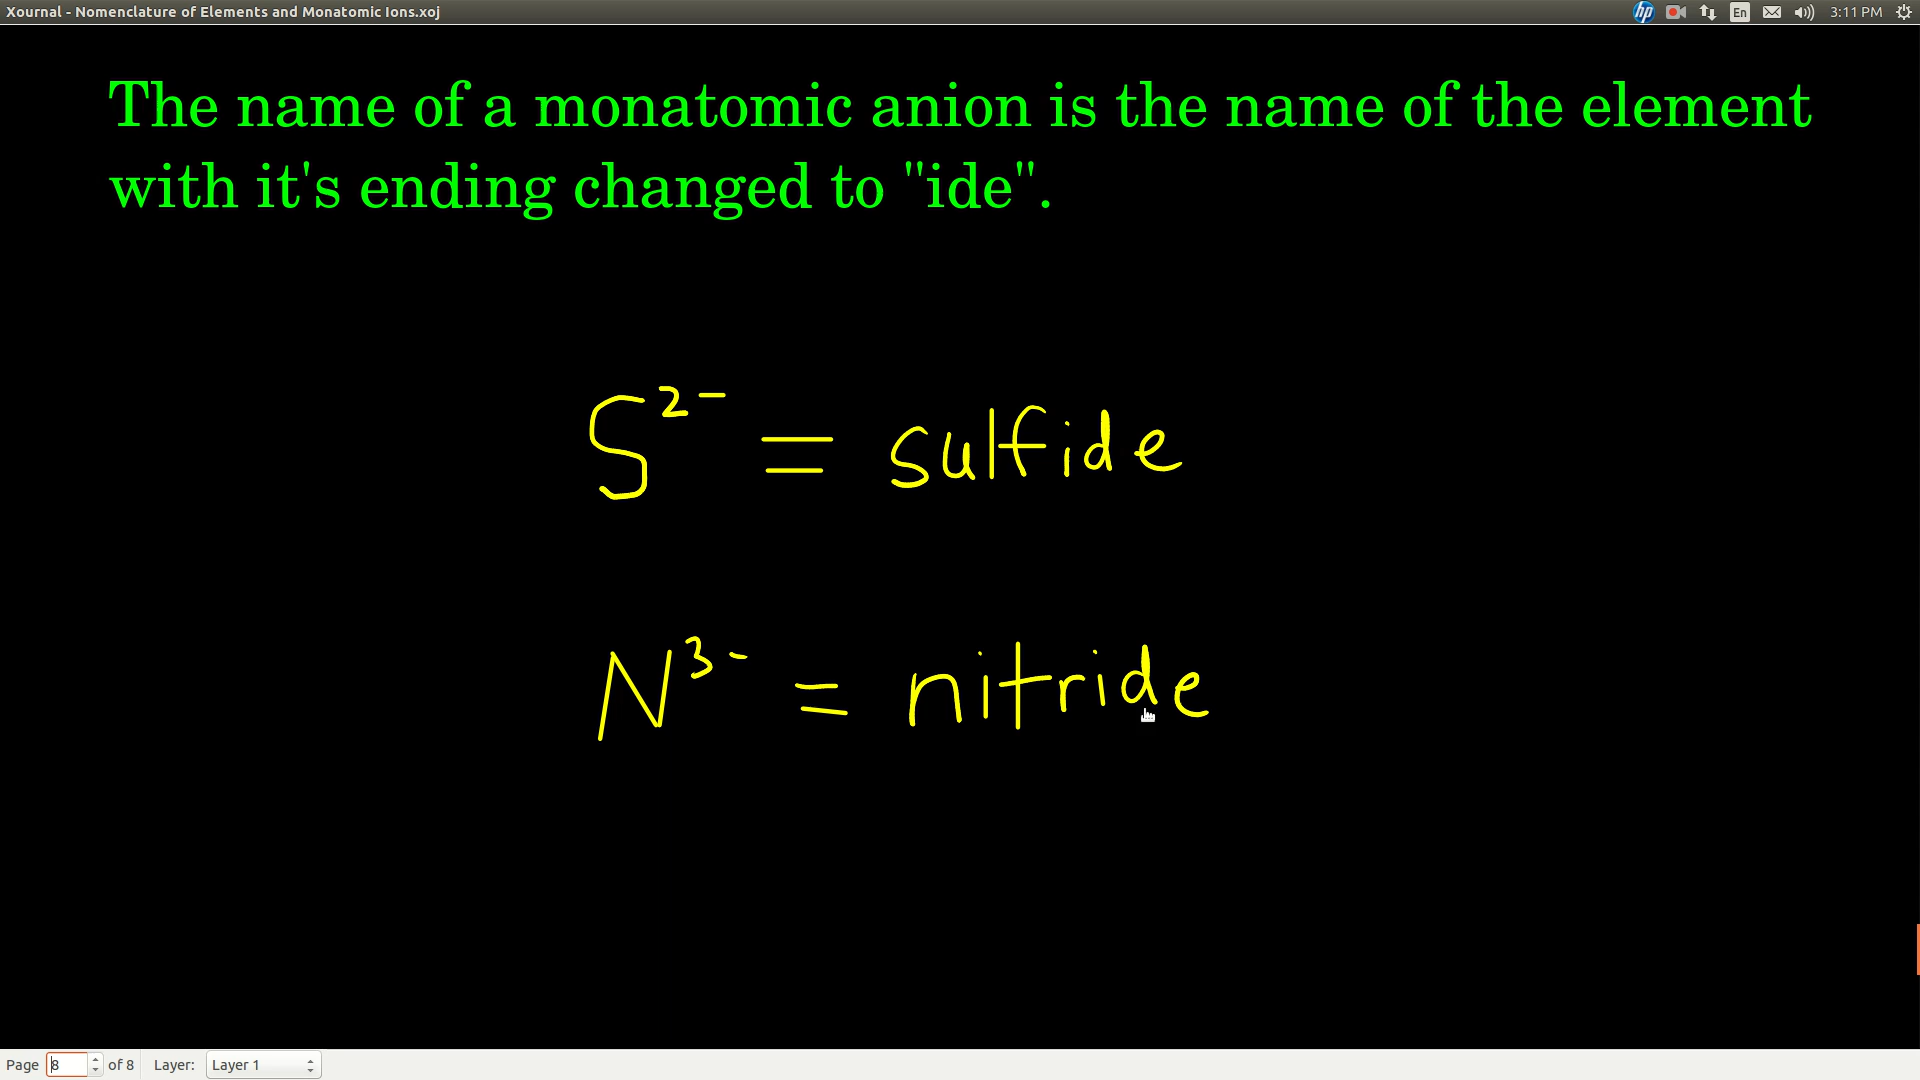 Xournal - Nomenclature of Elements and Monatomic Ions.xoj
hp En 3:11 PM
The name of a monatomic anion is the name of the element
with it's ending changed to "ide".
S²⁻ = sulfide
N³⁻ = nitride
Page 8 of 8 Layer: Layer 1